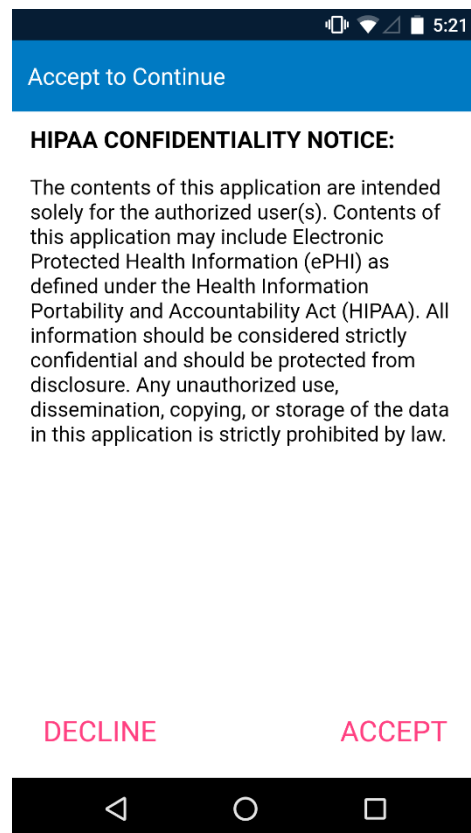 5:21
Accept to Continue
HIPAA CONFIDENTIALITY NOTICE:
The contents of this application are intended
solely for the authorized user(s). Contents of
this application may include Electronic
Protected Health Information (ePHI) as
defined under the Health Information
Portability and Accountability Act (HIPAA). All
information should be considered strictly
confidential and should be protected from
disclosure. Any unauthorized use,
dissemination, copying, or storage of the data
in this application is strictly prohibited by law.
DECLINE ACCEPT